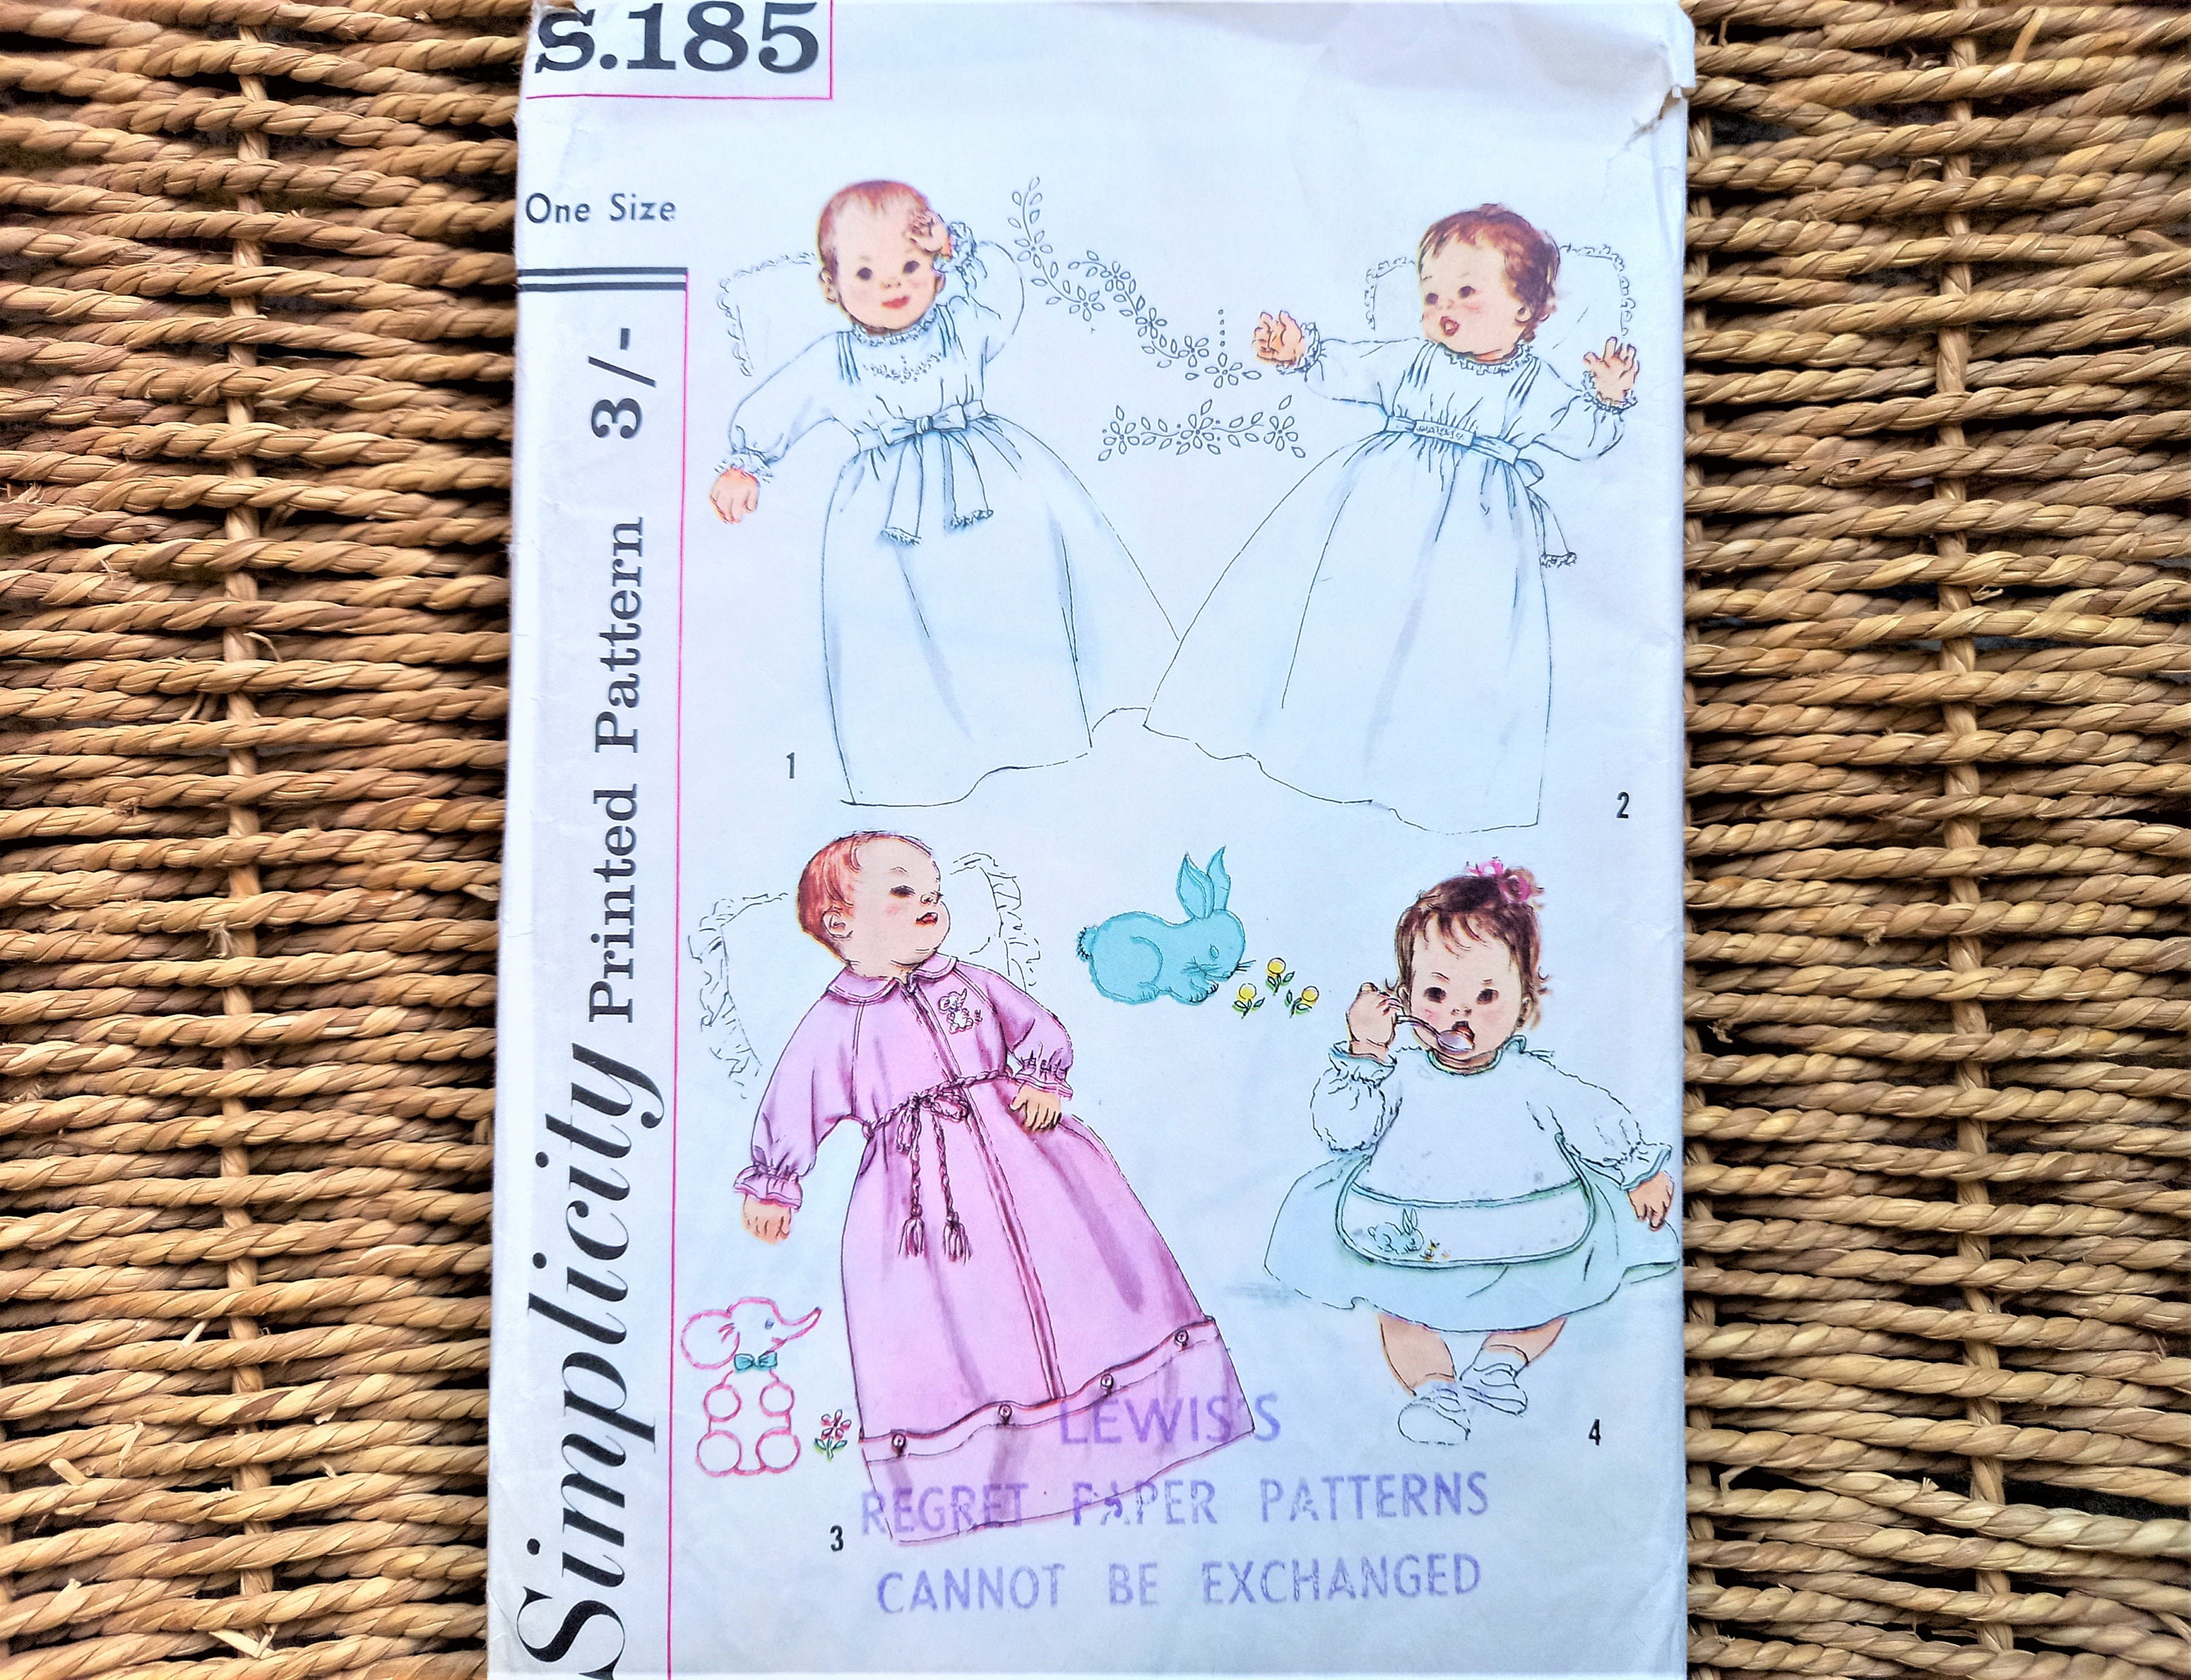 S.185
One Size
Simplicity Printed Pattern 3/-
1
2
3
4
LEWIS'S
REGRET PAPER PATTERNS
CANNOT BE EXCHANGED